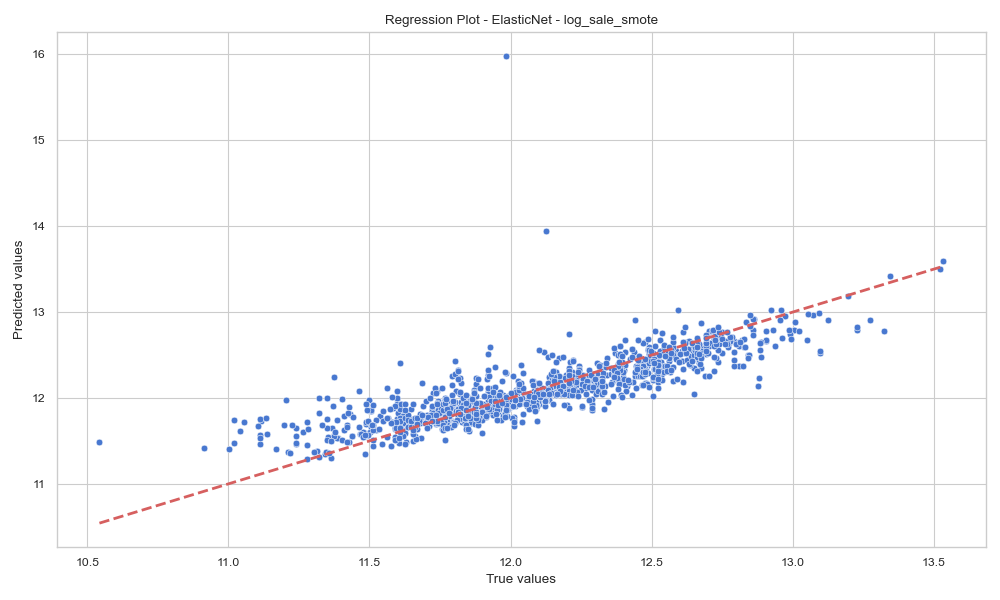 Regression Plot - ElasticNet - log_sale_smote
16
15
14
13
12
11
Predicted values
10.5 11.0 11.5 12.0 12.5 13.0 13.5
True values